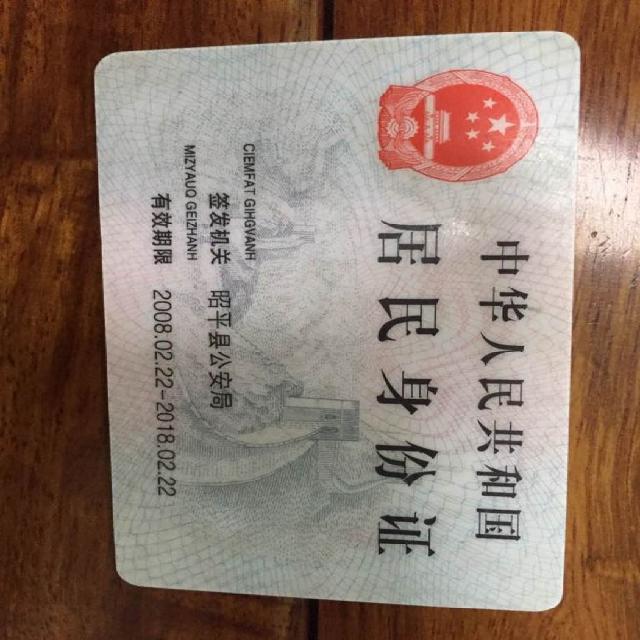 中华人民共和国
居民身份证
CIEMFAT GIHGVANH
签发机关 昭平县公安局
MIZYAUQ GEIZHANH
有效期限 2008.02.22-2018.02.22